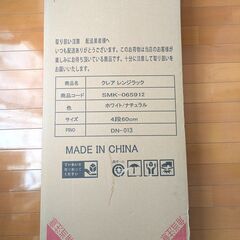 取り扱い注意　配送業者様へ
いつも配送ありがとうございます。このお荷物は当店のお客様が楽
しみにお待ち頂いている商品です。十分に注意して取り扱いをお
願いします。
商品名 クレア レンジラック
商品コード SMK-065912
色 ホワイト/ナチュラル
サイズ 4段60cm
PINO DN-013
MADE IN CHINA